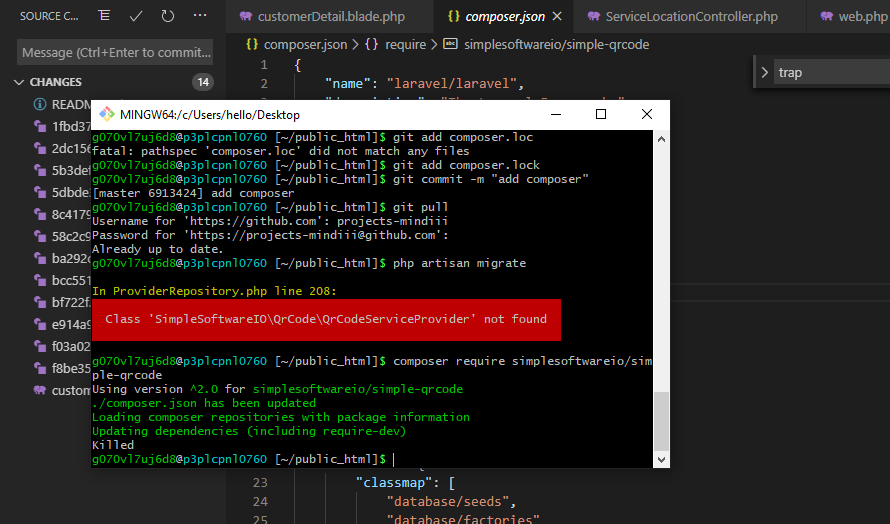 SOURCE C...
customerDetail.blade.php
composer.json
ServiceLocationController.php
web.php
composer.json > { } require > simplesoftwareio/simple-qrcode
Message (Ctrl+Enter to commit...
CHANGES 14
1 {
2 "name": "laravel/laravel",
trap
README
1fbd37
2dc156
5b3def
5dbde
8c4179
58c2c9
ba292c
bcc551
bf722f
e914a9
f03a02
f8be35
custom
MINGW64:/c/Users/hello/Desktop
g070vl7uj6d8@p3plcpnl0760 [~/public_html]$ git add composer.loc
fatal: pathspec 'composer.loc' did not match any files
g070vl7uj6d8@p3plcpnl0760 [~/public_html]$ git add composer.lock
g070vl7uj6d8@p3plcpnl0760 [~/public_html]$ git commit -m "add composer"
[master 6913424] add composer
g070vl7uj6d8@p3plcpnl0760 [~/public_html]$ git pull
Username for 'https://github.com': projects-mindiii
Password for 'https://projects-mindiii@github.com':
Already up to date.
g070vl7uj6d8@p3plcpnl0760 [~/public_html]$ php artisan migrate
In ProviderRepository.php line 208:
Class 'SimpleSoftwareIO\QrCode\QrCodeServiceProvider' not found
g070vl7uj6d8@p3plcpnl0760 [~/public_html]$ composer require simplesoftwareio/sim
ple-qrcode
Using version ^2.0 for simplesoftwareio/simple-qrcode
./composer.json has been updated
Loading composer repositories with package information
Updating dependencies (including require-dev)
Killed
g070vl7uj6d8@p3plcpnl0760 [~/public_html]$
23 "classmap": [
24 "database/seeds",
25 "database/factories"